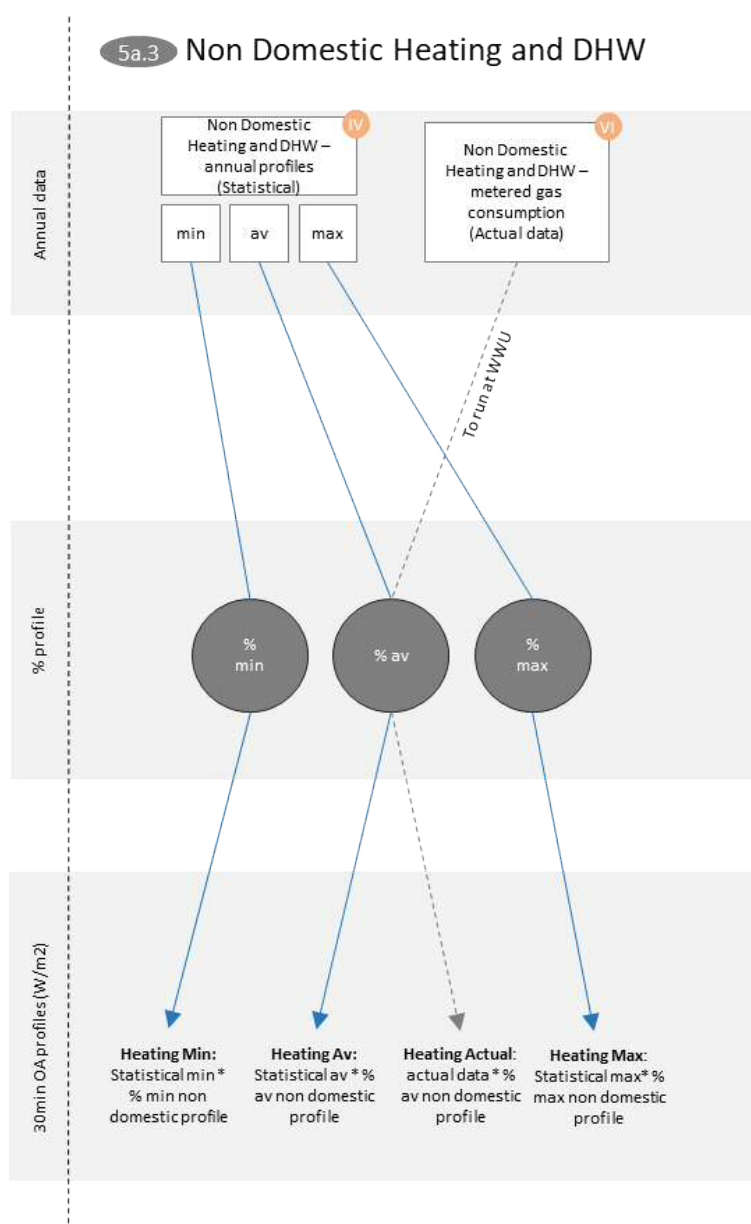 5a.3 Non Domestic Heating and DHW
Annual data
Non Domestic
Heating and DHW –
annual profiles
(Statistical)
IV
min
av
max
Non Domestic
Heating and DHW –
metered gas
consumption
(Actual data)
VI
To run at WWU
% profile
%
min
% av
%
max
30min OA profiles (W/m2)
Heating Min:
Statistical min *
% min non
domestic profile
Heating Av:
Statistical av * %
av non domestic
profile
Heating Actual:
actual data * %
av non domestic
profile
Heating Max:
Statistical max* %
max non domestic
profile